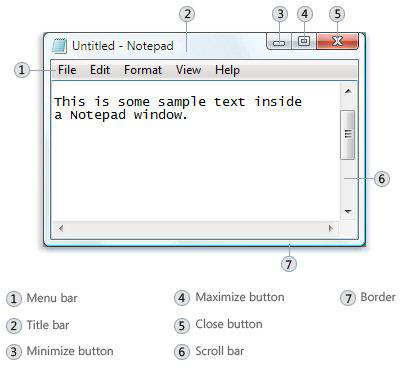 2
3
4
5
Untitled - Notepad
1
File Edit Format View Help
This is some sample text inside
a Notepad window.
6
7
1 Menu bar
2 Title bar
3 Minimize button
4 Maximize button
5 Close button
6 Scroll bar
7 Border